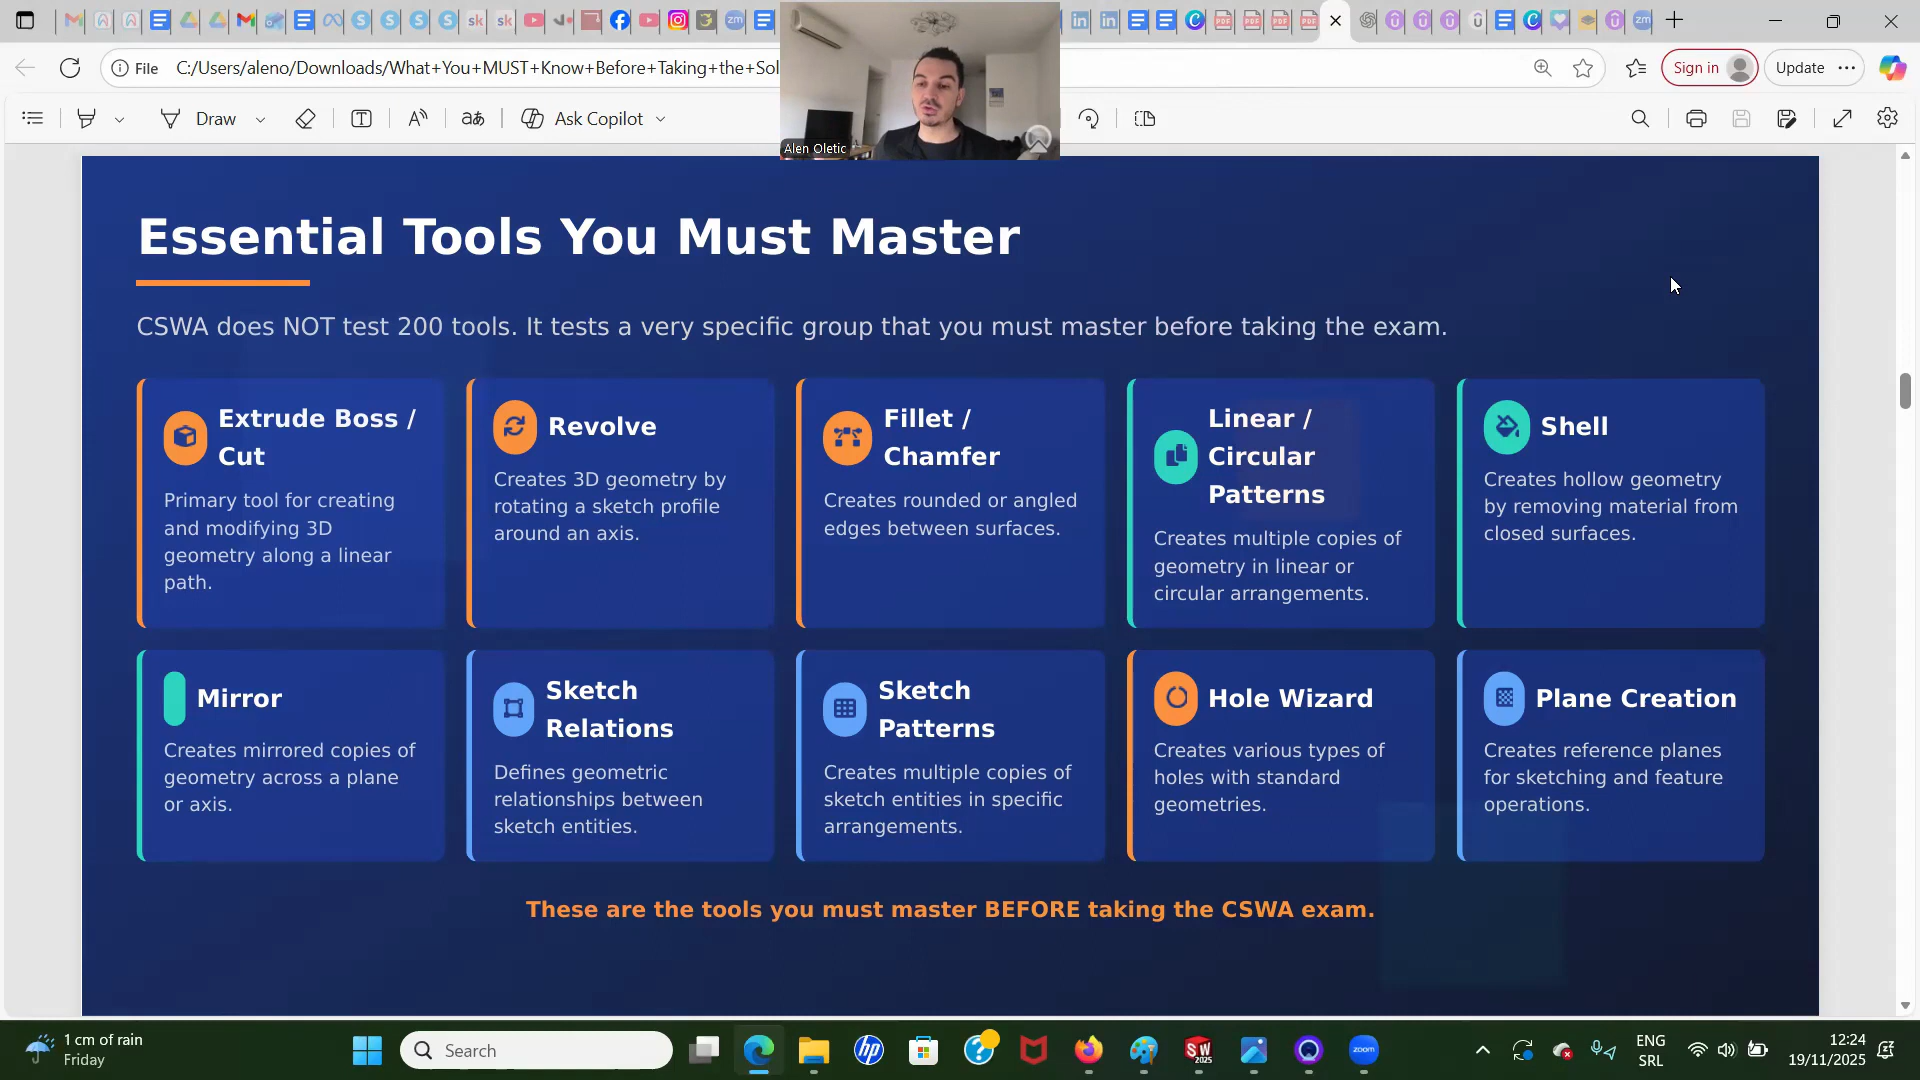 File
C:/Users/aleno/Downloads/What+You+MUST+Know+Before+Taking+the+Sol
Sign in
Update
Draw
Ask Copilot
Alen Oletic
Essential Tools You Must Master
CSWA does NOT test 200 tools. It tests a very specific group that you must master before taking the exam.
Extrude Boss /
Cut
Primary tool for creating
and modifying 3D
geometry along a linear
path.
Revolve
Creates 3D geometry by
rotating a sketch profile
around an axis.
Fillet /
Chamfer
Creates rounded or angled
edges between surfaces.
Linear /
Circular
Patterns
Creates multiple copies of
geometry in linear or
circular arrangements.
Shell
Creates hollow geometry
by removing material from
closed surfaces.
Mirror
Creates mirrored copies of
geometry across a plane
or axis.
Sketch
Relations
Defines geometric
relationships between
sketch entities.
Sketch
Patterns
Creates multiple copies of
sketch entities in specific
arrangements.
Hole Wizard
Creates various types of
holes with standard
geometries.
Plane Creation
Creates reference planes
for sketching and feature
operations.
These are the tools you must master BEFORE taking the CSWA exam.
1 cm of rain
Friday
Search
ENG
SRL
12:24
19/11/2025